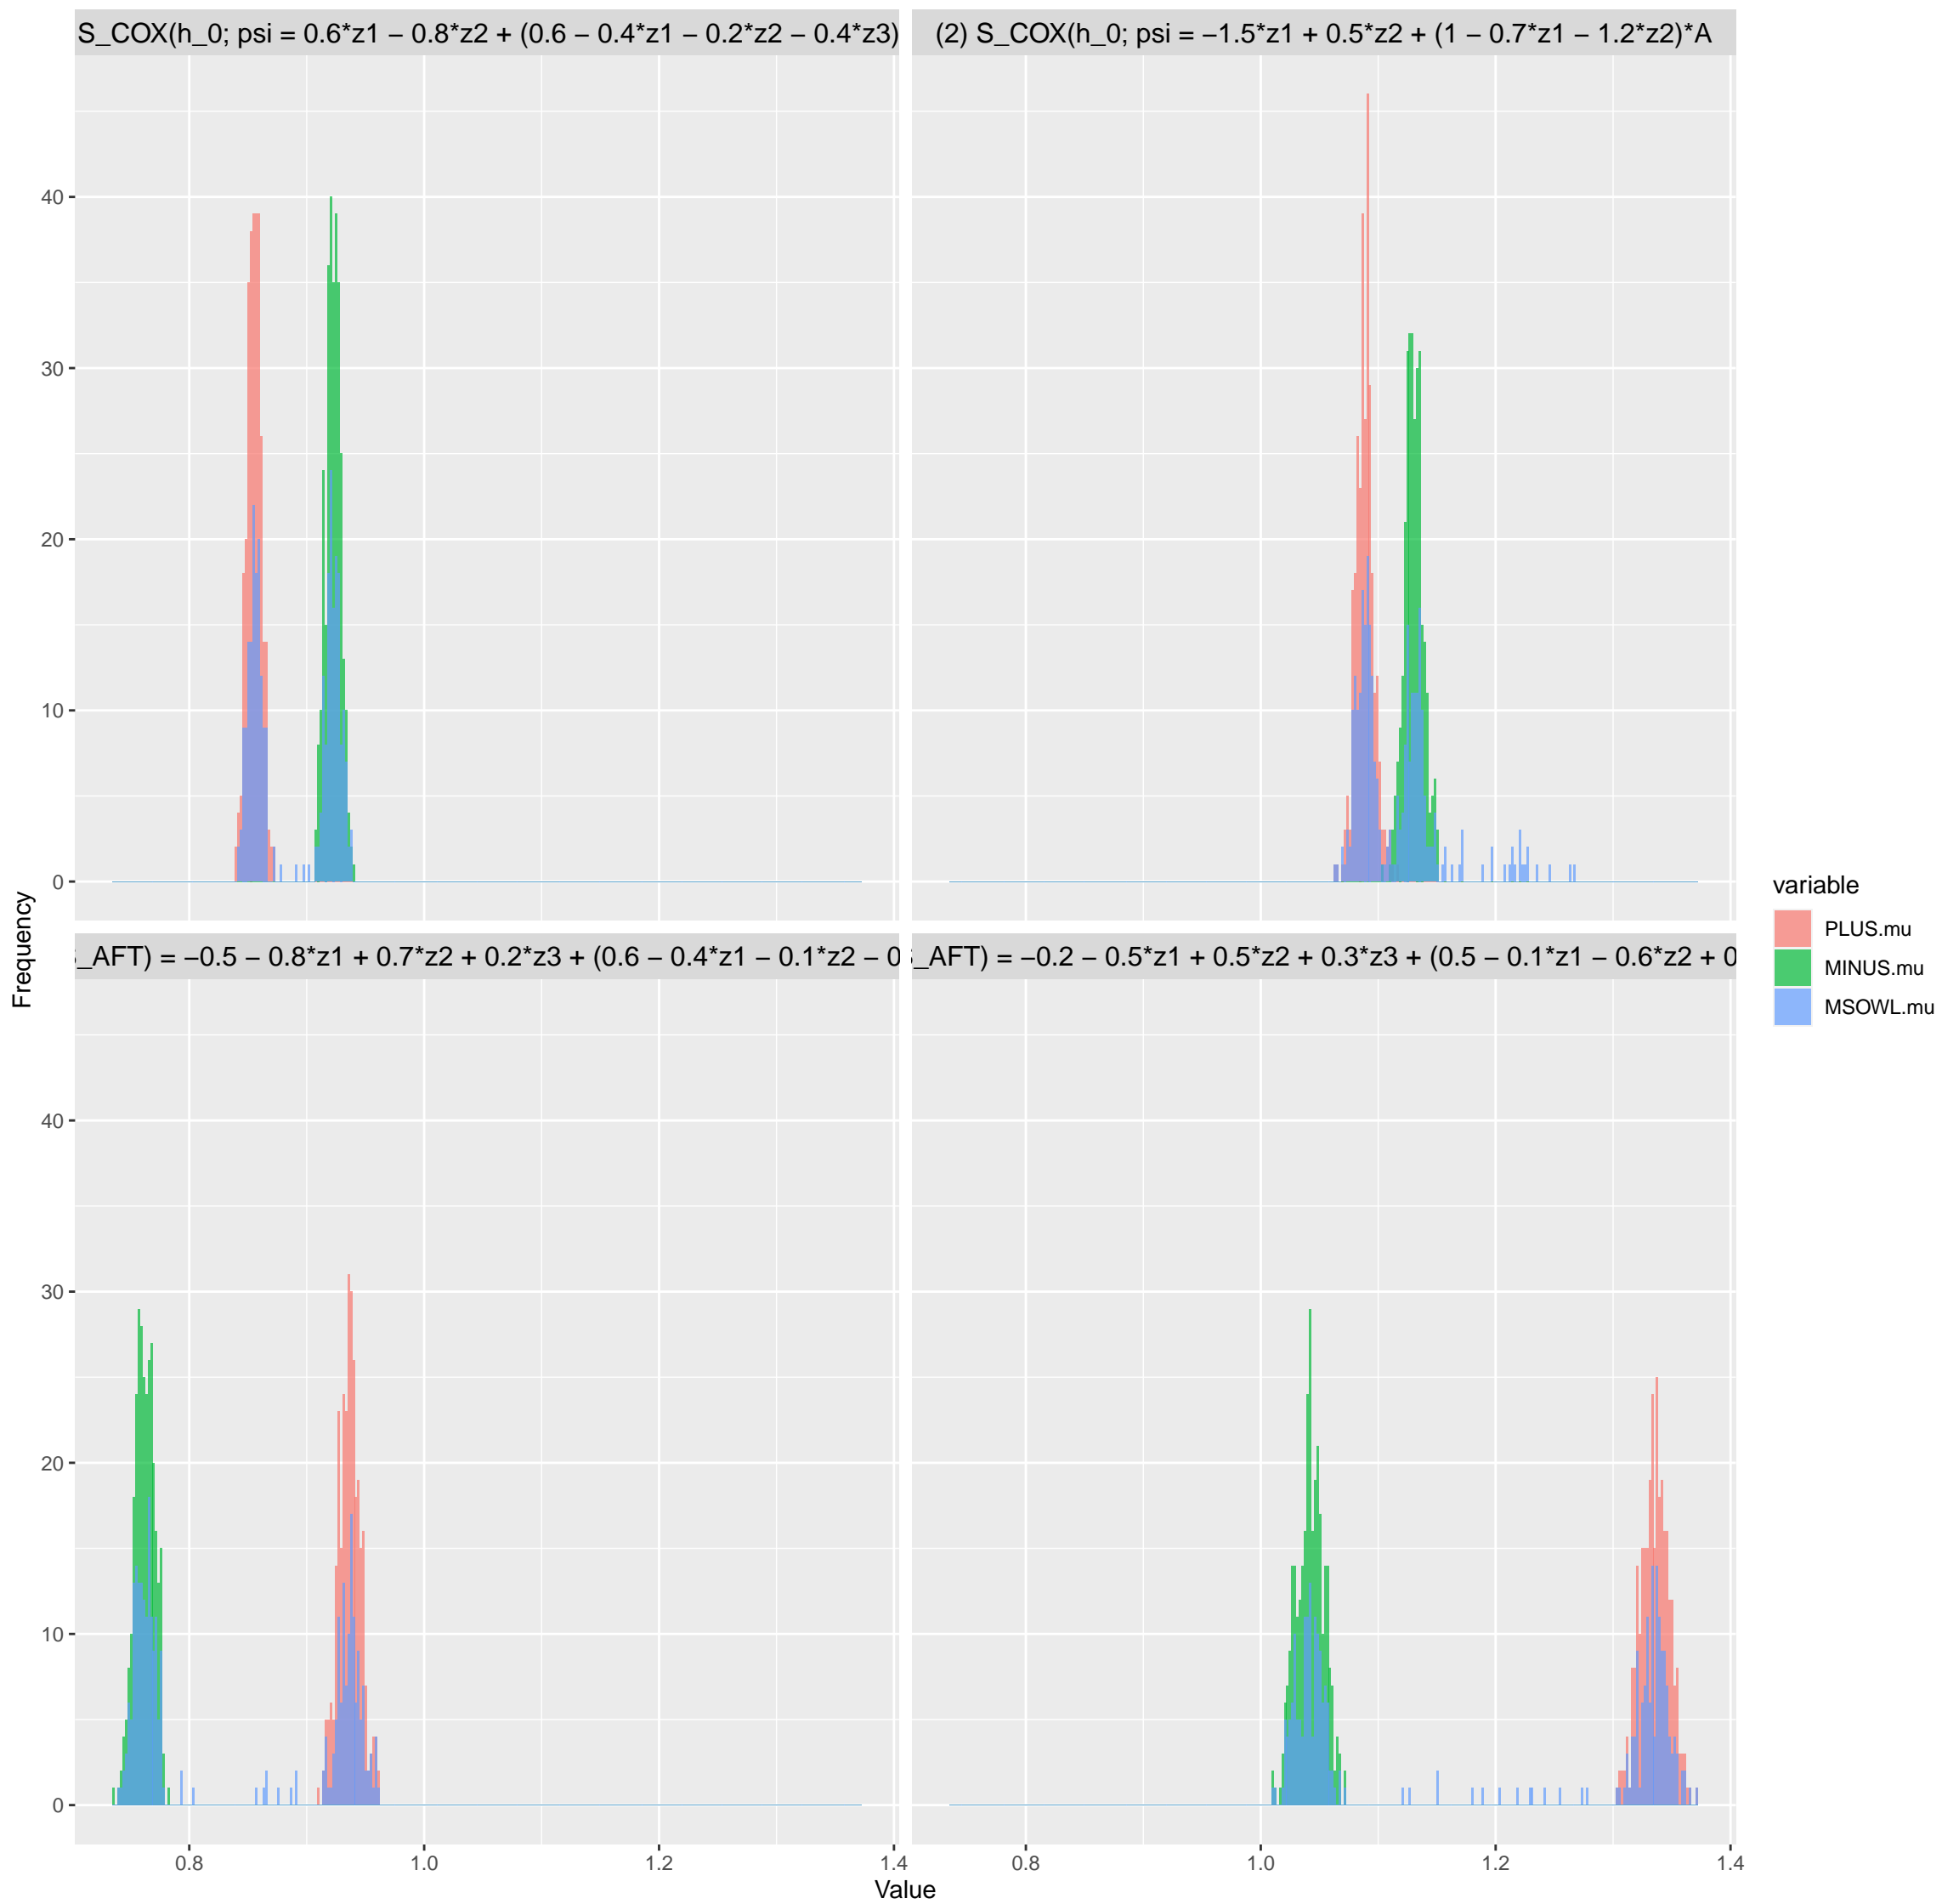 S_COX(h_0; psi = 0.6*z1 − 0.8*z2 + (0.6 − 0.4*z1 − 0.2*z2 − 0.4*z3)
(2) S_COX(h_0; psi = −1.5*z1 + 0.5*z2 + (1 − 0.7*z1 − 1.2*z2)*A
40
30
20
10
0
_AFT) = −0.5 − 0.8*z1 + 0.7*z2 + 0.2*z3 + (0.6 − 0.4*z1 − 0.1*z2 − 0
_AFT) = −0.2 − 0.5*z1 + 0.5*z2 + 0.3*z3 + (0.5 − 0.1*z1 − 0.6*z2 + 0
40
30
20
10
0
0.8 1.0 1.2 1.4
0.8 1.0 1.2 1.4
Value
Frequency
variable
PLUS.mu
MINUS.mu
MSOWL.mu